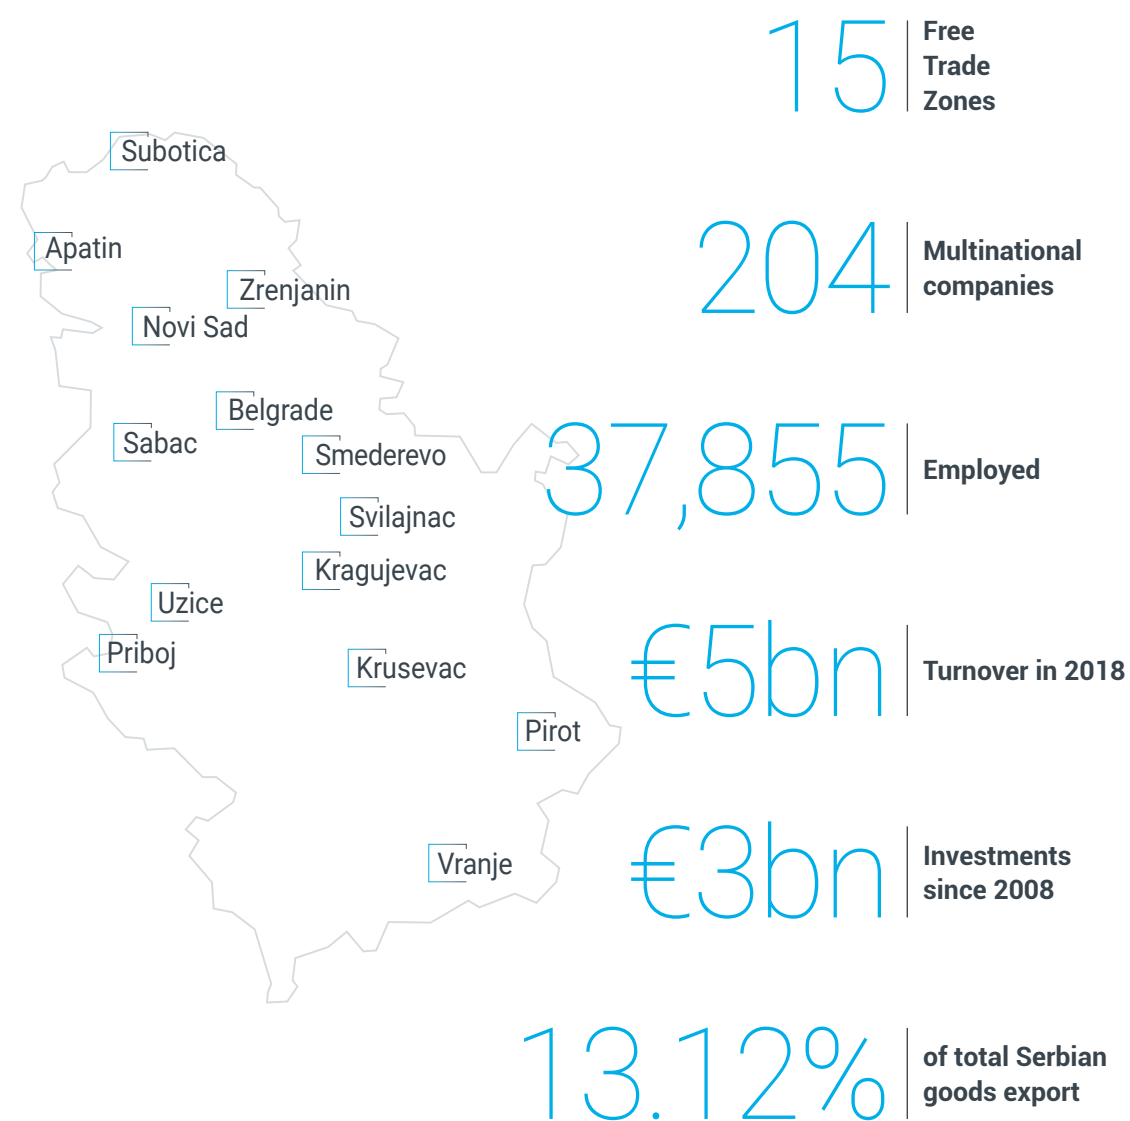 Subotica
Apatin
Zrenjanin
Novi Sad
Belgrade
Sabac
Smederevo
Svilajnac
Kragujevac
Uzice
Priboj
Krusevac
Pirot
Vranje
15
Free
Trade
Zones
204
Multinational
companies
37,855
Employed
€5bn
Turnover in 2018
€3bn
Investments
since 2008
13.12%
of total Serbian
goods export